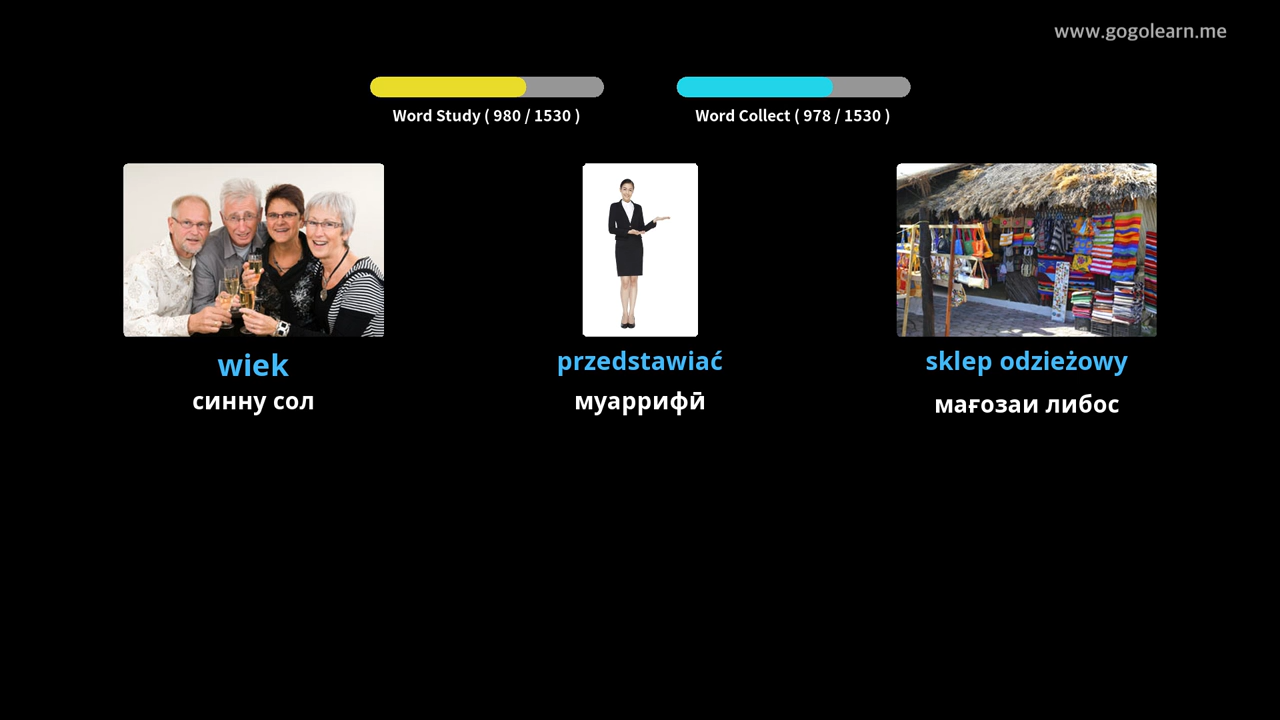 www.gogolearn.me
Word Study ( 980 / 1530 )
Word Collect ( 978 / 1530 )
wiek
przedstawiać
sklep odzieżowy
синну сол
муаррифӣ
мағозаи либос